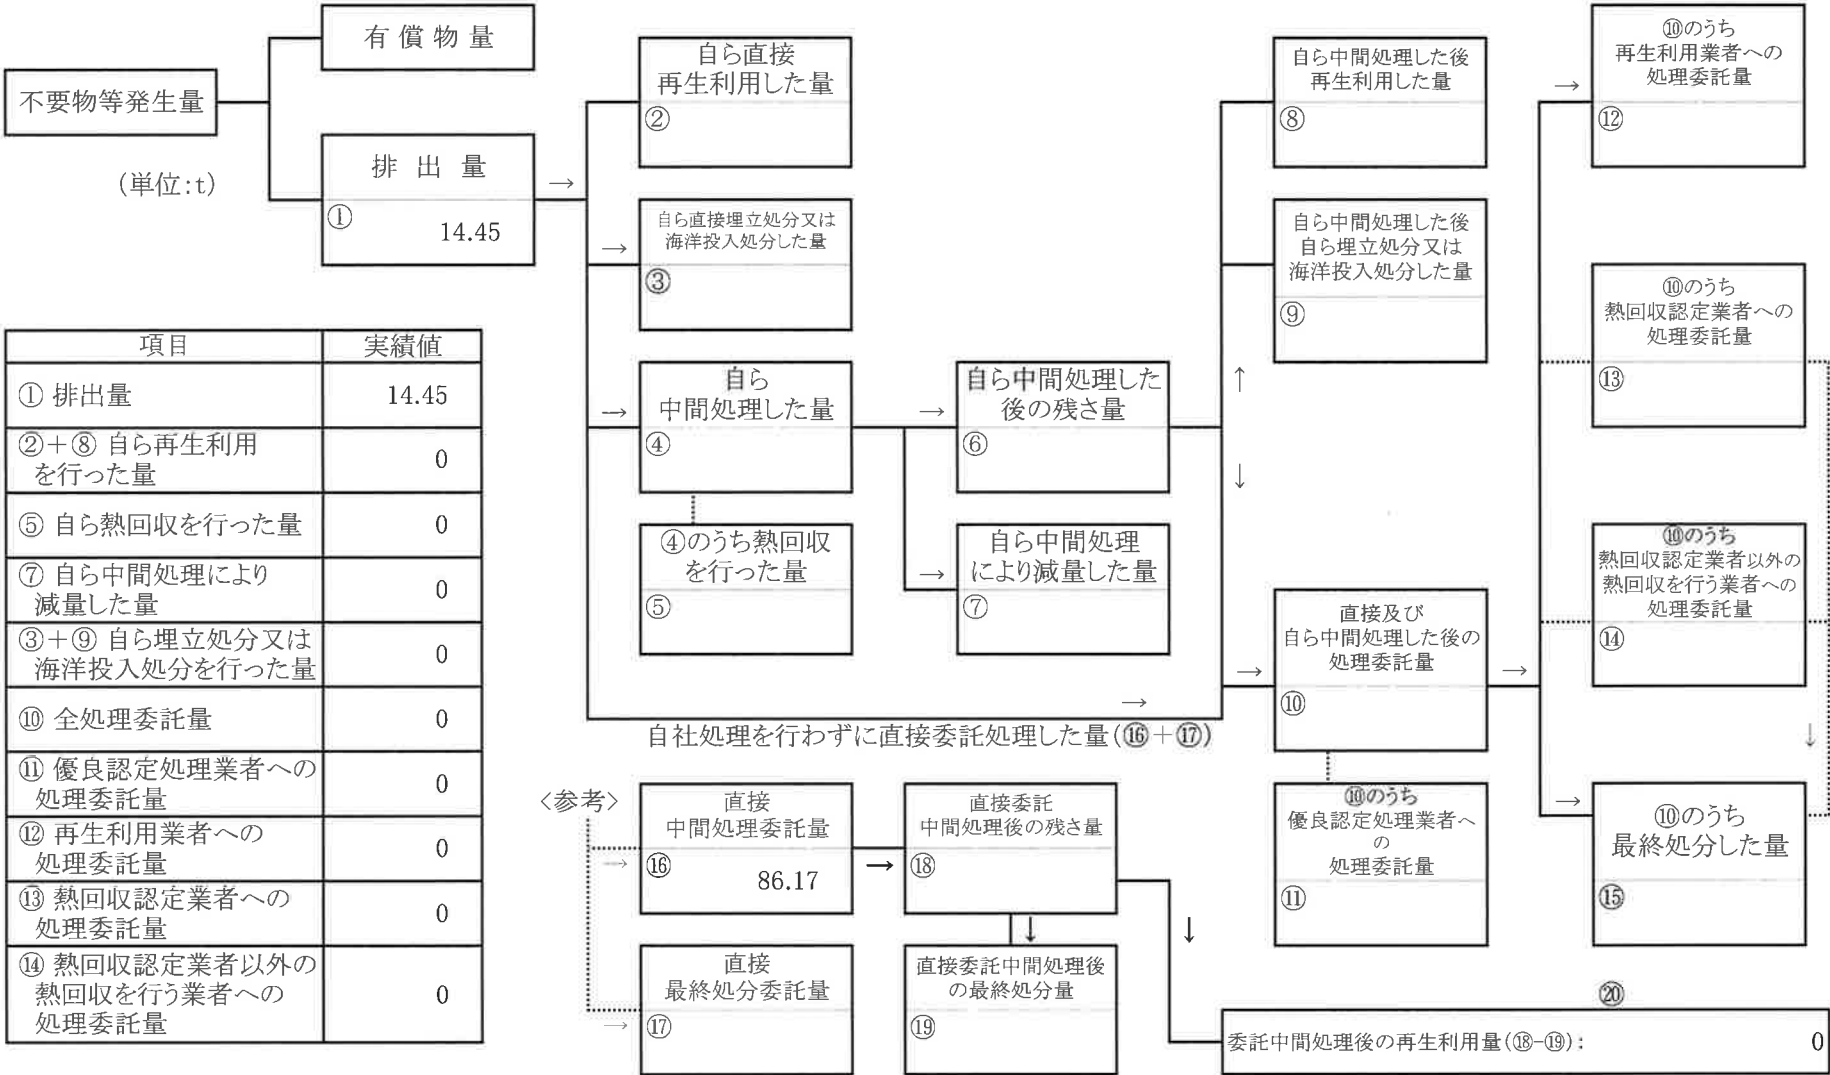 有償物量
不要物等発生量
排出量
(単位:t)
①
14.45
→
自ら直接
再生利用した量
②
→
自ら直接埋立処分又は
海洋投入処分した量
③
→
自ら
中間処理した量
④
④のうち熱回収
を行った量
⑤
→
自ら中間処理した
後の残さ量
⑥
→
自ら中間処理
により減量した量
⑦
↑
↓
自ら中間処理した後
再生利用した量
⑧
自ら中間処理した後
自ら埋立処分又は
海洋投入処分した量
⑨
→
直接及び
自ら中間処理した後の
処理委託量
⑩
→
⑩のうち
優良認定処理業者へ
の
処理委託量
⑪
→
⑩のうち
再生利用業者への
処理委託量
⑫
⑩のうち
熱回収認定業者への
処理委託量
⑬
⑩のうち
熱回収認定業者以外の
熱回収を行う業者への
処理委託量
⑭
↓
→
⑩のうち
最終処分した量
⑮
→
自社処理を行わずに直接委託処理した量(⑯+⑰)
<参考>
→
直接
中間処理委託量
⑯
86.17
→
直接委託
中間処理後の残さ量
⑱
↓
↓
→
直接
最終処分委託量
⑰
直接委託中間処理後
の最終処分量
⑲
⑳
委託中間処理後の再生利用量(⑱-⑲): 0
項目 実績値
① 排出量 14.45
②+⑧ 自ら再生利用
を行った量 0
⑤ 自ら熱回収を行った量 0
⑦ 自ら中間処理により
減量した量 0
③+⑨ 自ら埋立処分又は
海洋投入処分を行った量 0
⑩ 全処理委託量 0
⑪ 優良認定処理業者への
処理委託量 0
⑫ 再生利用業者への
処理委託量 0
⑬ 熱回収認定業者への
処理委託量 0
⑭ 熱回収認定業者以外の
熱回収を行う業者への
処理委託量 0